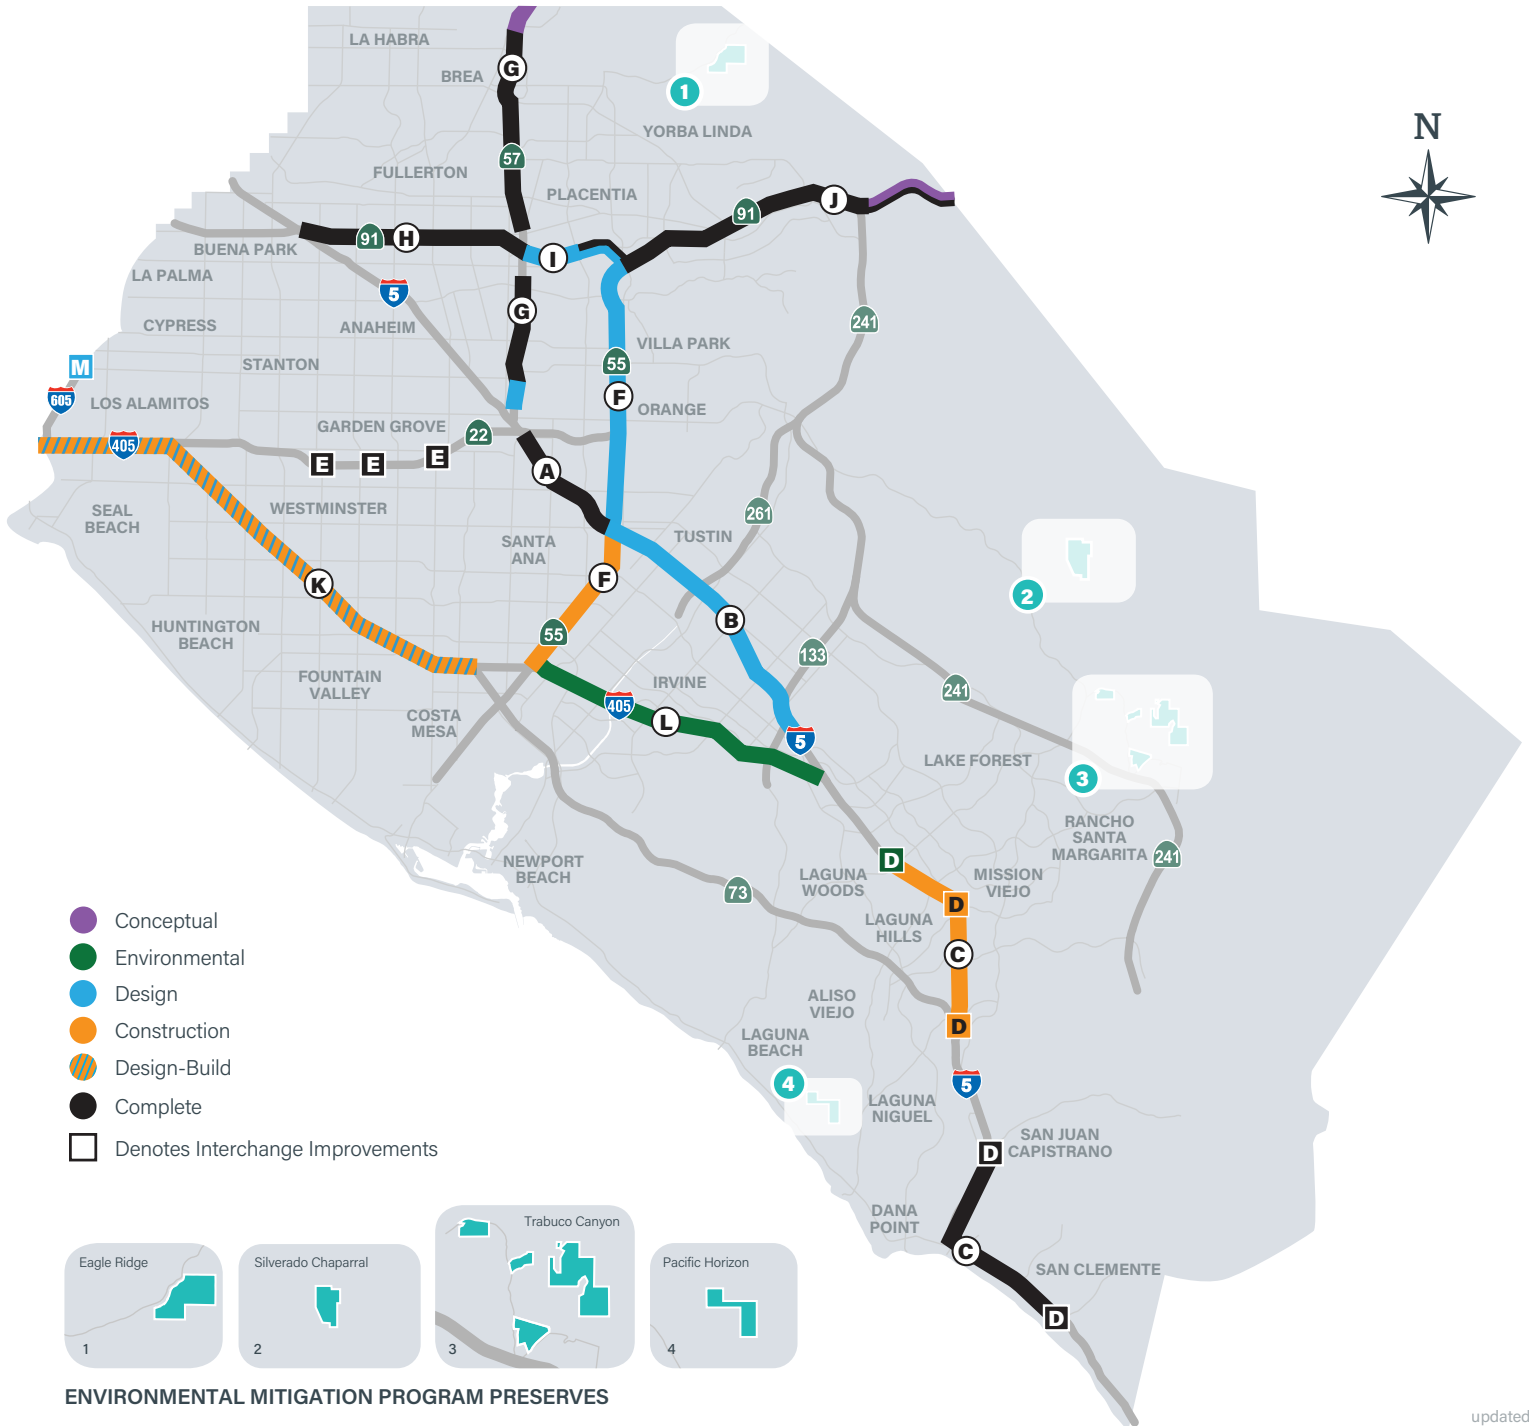 LA HABRA
G
BREA
1
YORBA LINDA
N
57
FULLERTON
PLACENTIA
J
91
91
H
BUENA PARK
I
LA PALMA
5
G
241
CYPRESS
ANAHEIM
VILLA PARK
M
STANTON
55
605
LOS ALAMITOS
F
ORANGE
GARDEN GROVE
22
405
E
E
E
A
SEAL
BEACH
WESTMINSTER
261
SANTA
ANA
TUSTIN
K
F
2
B
HUNTINGTON
BEACH
55
133
FOUNTAIN
VALLEY
IRVINE
241
405
L
COSTA
MESA
5
LAKE FOREST
3
RANCHO
SANTA
MARGARITA
241
NEWPORT
BEACH
D
LAGUNA
WOODS
MISSION
VIEJO
73
D
LAGUNA
HILLS
C
ALISO
VIEJO
D
LAGUNA
BEACH
4
5
LAGUNA
NIGUEL
SAN JUAN
CAPISTRANO
D
DANA
POINT
C
SAN CLEMENTE
D
Conceptual
Environmental
Design
Construction
Design-Build
Complete
Denotes Interchange Improvements
Eagle Ridge
1
Silverado Chaparral
2
Trabuco Canyon
3
Pacific Horizon
4
ENVIRONMENTAL MITIGATION PROGRAM PRESERVES
updated